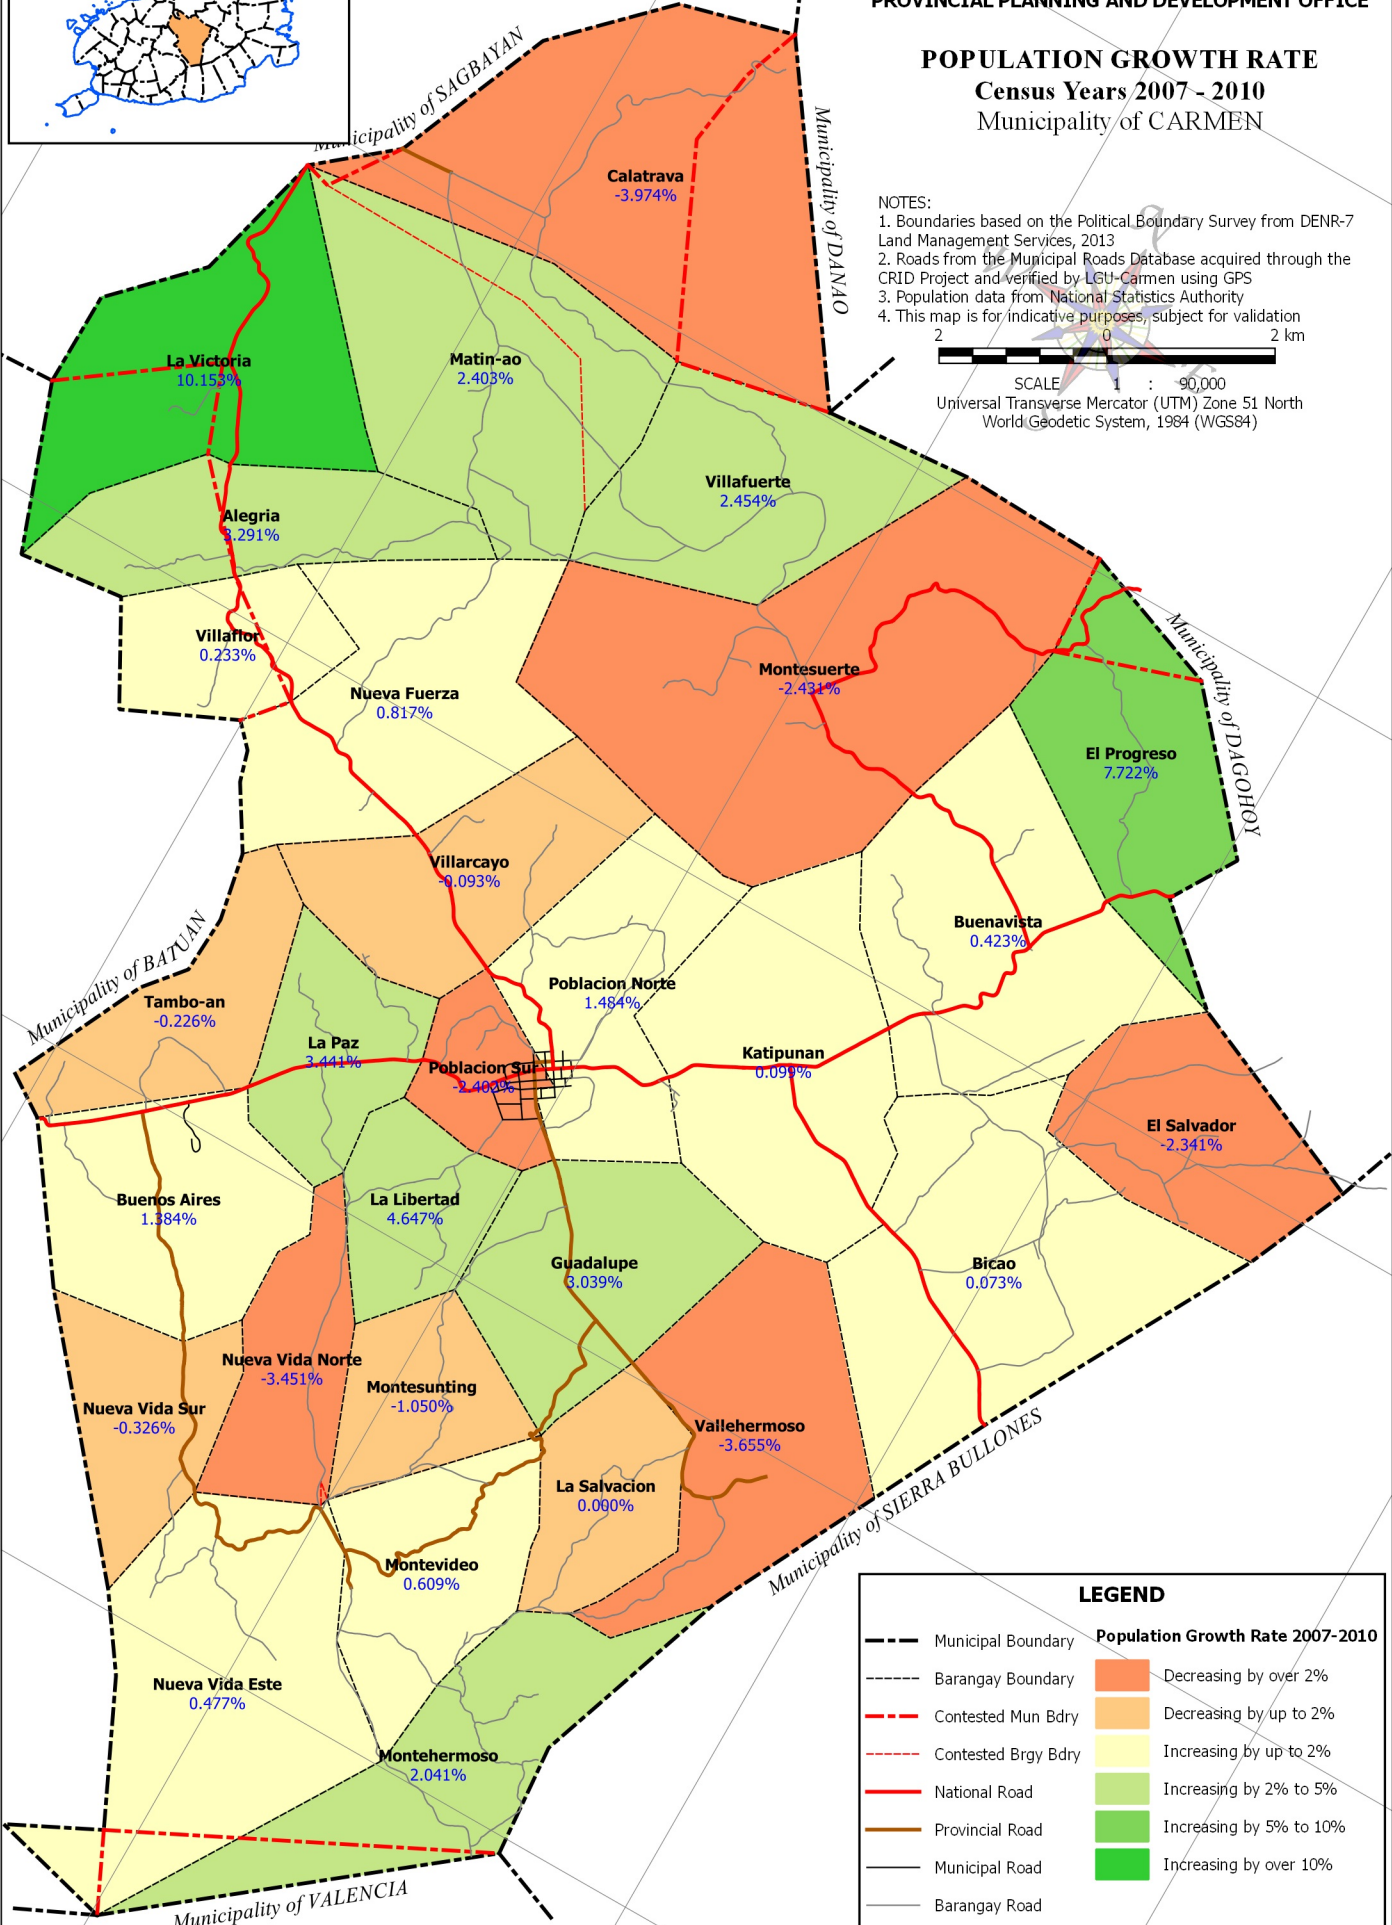 PROVINCIAL PLANNING AND DEVELOPMENT OFFICE
POPULATION GROWTH RATE
Census Years 2007 - 2010
Municipality of CARMEN
NOTES:
1. Boundaries based on the Political Boundary Survey from DENR-7
Land Management Services, 2013
2. Roads from the Municipal Roads Database acquired through the
CRID Project and verified by LGU-Carmen using GPS
3. Population data from National Statistics Authority
4. This map is for indicative purposes, subject for validation
2 0 2 km
SCALE 1 : 90,000
Universal Transverse Mercator (UTM) Zone 51 North
World Geodetic System, 1984 (WGS84)
Municipality of SAGBAYAN
Municipality of DANAO
Calatrava
-3.974%
La Victoria
10.153%
Matin-ao
2.403%
Villafuerte
2.454%
Alegria
3.291%
Villaflor
0.233%
Nueva Fuerza
0.817%
Montesuerte
-2.431%
Municipality of DAGOHOY
El Progreso
7.722%
Villarcayo
-0.093%
Buenavista
0.423%
Municipality of BATUAN
Tambo-an
-0.226%
Poblacion Norte
1.484%
La Paz
3.441%
Poblacion Sur
-2.402%
Katipunan
0.099%
El Salvador
-2.341%
Buenos Aires
1.384%
La Libertad
4.647%
Guadalupe
3.039%
Bicao
0.073%
Nueva Vida Norte
-3.451%
Montesunting
-1.050%
Nueva Vida Sur
-0.326%
Vallehermoso
-3.655%
La Salvacion
0.000%
Municipality of SIERRA BULLONES
Montevideo
0.609%
Nueva Vida Este
0.477%
Montehermoso
2.041%
Municipality of VALENCIA
LEGEND
Municipal Boundary
Barangay Boundary
Contested Mun Bdry
Contested Brgy Bdry
National Road
Provincial Road
Municipal Road
Barangay Road
Population Growth Rate 2007-2010
Decreasing by over 2%
Decreasing by up to 2%
Increasing by up to 2%
Increasing by 2% to 5%
Increasing by 5% to 10%
Increasing by over 10%